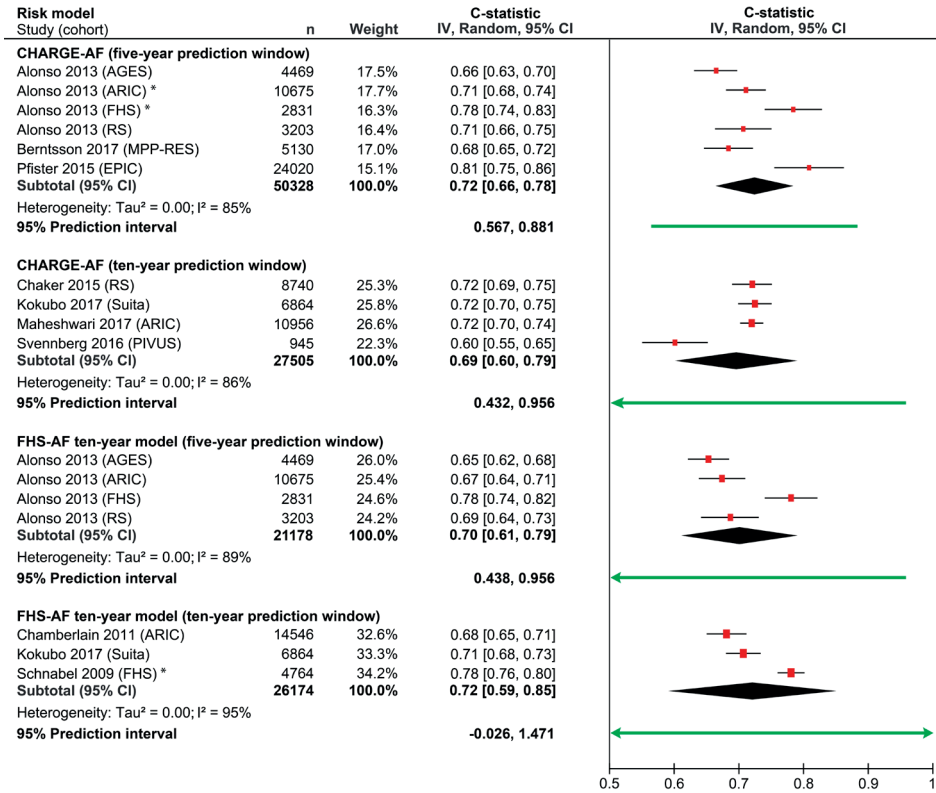 Risk model C-statistic C-statistic
Study (cohort) n Weight IV, Random, 95% CI IV, Random, 95% CI
CHARGE-AF (five-year prediction window)
Alonso 2013 (AGES) 4469 17.5% 0.66 [0.63, 0.70]
Alonso 2013 (ARIC) * 10675 17.7% 0.71 [0.68, 0.74]
Alonso 2013 (FHS) * 2831 16.3% 0.78 [0.74, 0.83]
Alonso 2013 (RS) 3203 16.4% 0.71 [0.66, 0.75]
Berntsson 2017 (MPP-RES) 5130 17.0% 0.68 [0.65, 0.72]
Pfister 2015 (EPIC) 24020 15.1% 0.81 [0.75, 0.86]
Subtotal (95% CI) 50328 100.0% 0.72 [0.66, 0.78]
Heterogeneity: Tau² = 0.00; I² = 85%
95% Prediction interval 0.567, 0.881
CHARGE-AF (ten-year prediction window)
Chaker 2015 (RS) 8740 25.3% 0.72 [0.69, 0.75]
Kokubo 2017 (Suita) 6864 25.8% 0.72 [0.70, 0.75]
Maheshwari 2017 (ARIC) 10956 26.6% 0.72 [0.70, 0.74]
Svennberg 2016 (PIVUS) 945 22.3% 0.60 [0.55, 0.65]
Subtotal (95% CI) 27505 100.0% 0.69 [0.60, 0.79]
Heterogeneity: Tau² = 0.00; I² = 86%
95% Prediction interval 0.432, 0.956
FHS-AF ten-year model (five-year prediction window)
Alonso 2013 (AGES) 4469 26.0% 0.65 [0.62, 0.68]
Alonso 2013 (ARIC) 10675 25.4% 0.67 [0.64, 0.71]
Alonso 2013 (FHS) 2831 24.6% 0.78 [0.74, 0.82]
Alonso 2013 (RS) 3203 24.2% 0.69 [0.64, 0.73]
Subtotal (95% CI) 21178 100.0% 0.70 [0.61, 0.79]
Heterogeneity: Tau² = 0.00; I² = 89%
95% Prediction interval 0.438, 0.956
FHS-AF ten-year model (ten-year prediction window)
Chamberlain 2011 (ARIC) 14546 32.6% 0.68 [0.65, 0.71]
Kokubo 2017 (Suita) 6864 33.3% 0.71 [0.68, 0.73]
Schnabel 2009 (FHS) * 4764 34.2% 0.78 [0.76, 0.80]
Subtotal (95% CI) 26174 100.0% 0.72 [0.59, 0.85]
Heterogeneity: Tau² = 0.00; I² = 95%
95% Prediction interval -0.026, 1.471
0.5 0.6 0.7 0.8 0.9 1